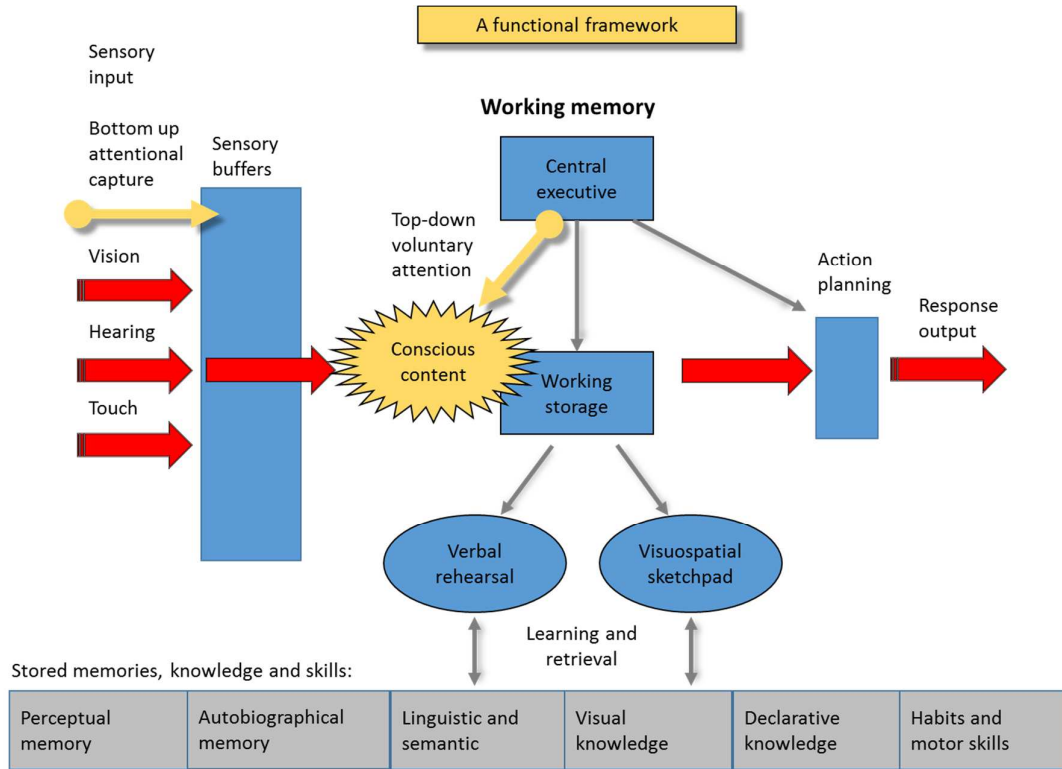 A functional framework
Sensory
input
Bottom up
attentional
capture
Sensory
buffers
Vision
Hearing
Touch
Working memory
Central
executive
Top-down
voluntary
attention
Conscious
content
Working
storage
Action
planning
Response
output
Verbal
rehearsal
Visuospatial
sketchpad
Learning and
retrieval
Stored memories, knowledge and skills:
Perceptual
memory
Autobiographical
memory
Linguistic and
semantic
Visual
knowledge
Declarative
knowledge
Habits and
motor skills